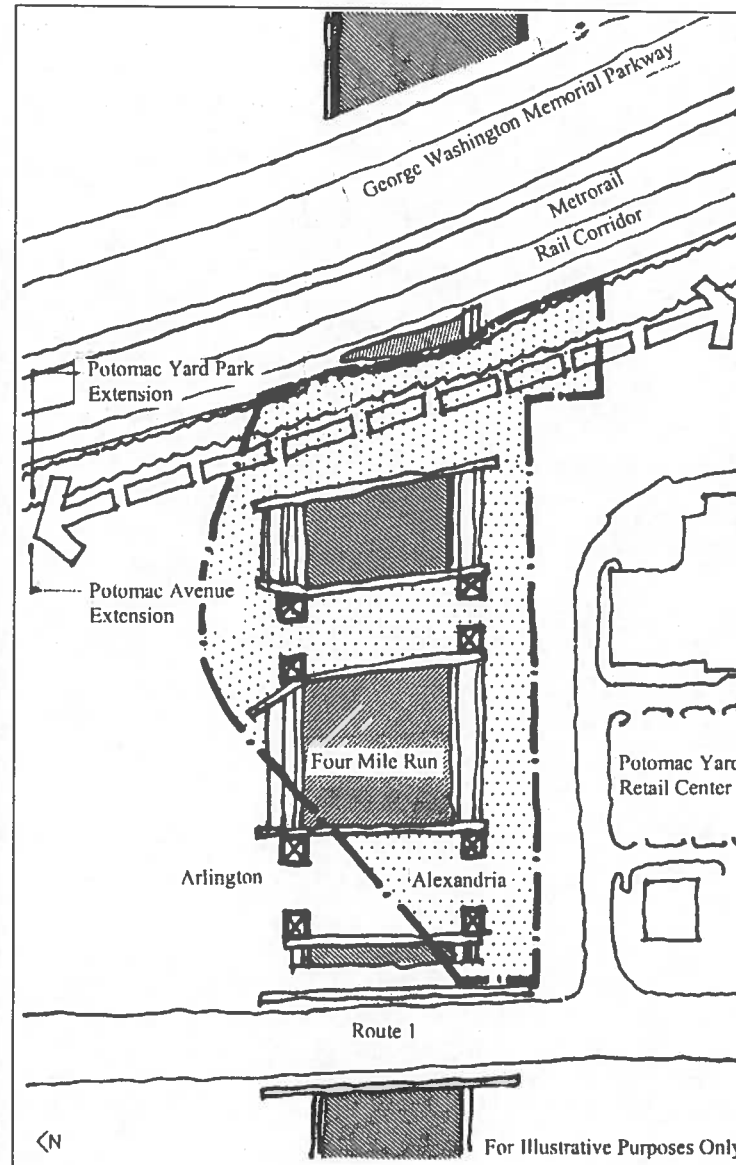 George Washington Memorial Parkway
Metrorail
Rail Corridor
Potomac Yard Park
Extension
Potomac Avenue
Extension
Four Mile Run
Potomac Yard
Retail Center
Arlington
Alexandria
Route 1
N
For Illustrative Purposes Only